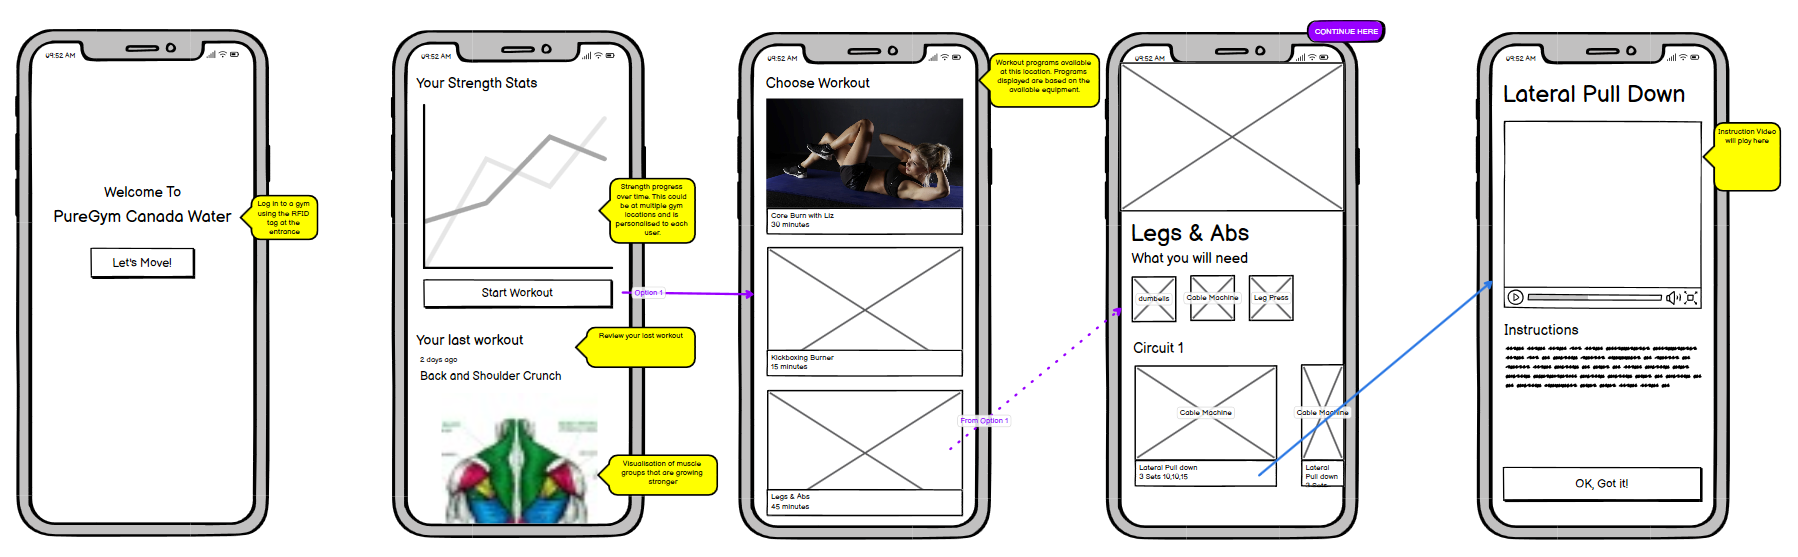 09:52 AM
Welcome To
PureGym Canada Water
Let's Move!
Log in to a gym
using the RFID
tag at the
entrance
09:52 AM
Your Strength Stats
Strength progress
over time. This could
be at multiple gym
locations and is
personalised to each
user.
Start Workout
Option 1
Your last workout
Review your last workout
2 days ago
Back and Shoulder Crunch
Visualisation of muscle
groups that are growing
stronger
09:52 AM
Choose Workout
Workout programs available
at this location. Programs
displayed are based on the
available equipment.
Core Burn with Liz
30 minutes
Kickboxing Burner
15 minutes
From Option 1
Legs & Abs
45 minutes
CONTINUE HERE
09:52 AM
Legs & Abs
What you will need
dumbells
Cable Machine
Leg Press
Circuit 1
Cable Machine
Lateral Pull down
3 Sets 10,10,15
Cable Machine
Lateral
Pull down
3 Sets
09:52 AM
Lateral Pull Down
Instruction Video
will play here
Instructions
OK, Got it!